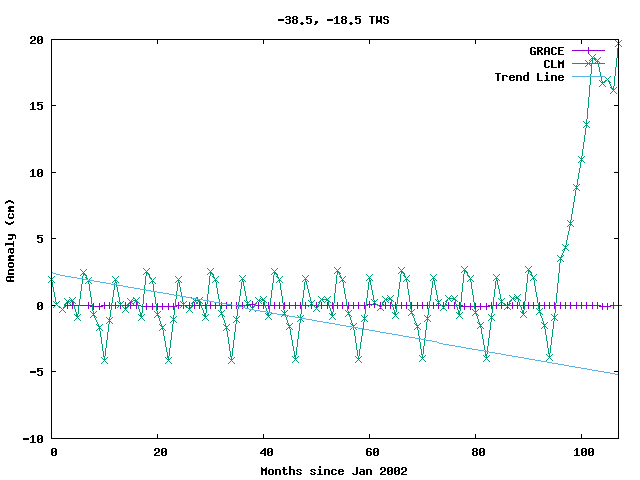 -38.5, -18.5 TWS
GRACE
CLM
Trend Line
20
15
10
5
0
-5
-10
Anomaly (cm)
0 20 40 60 80 100
Months since Jan 2002